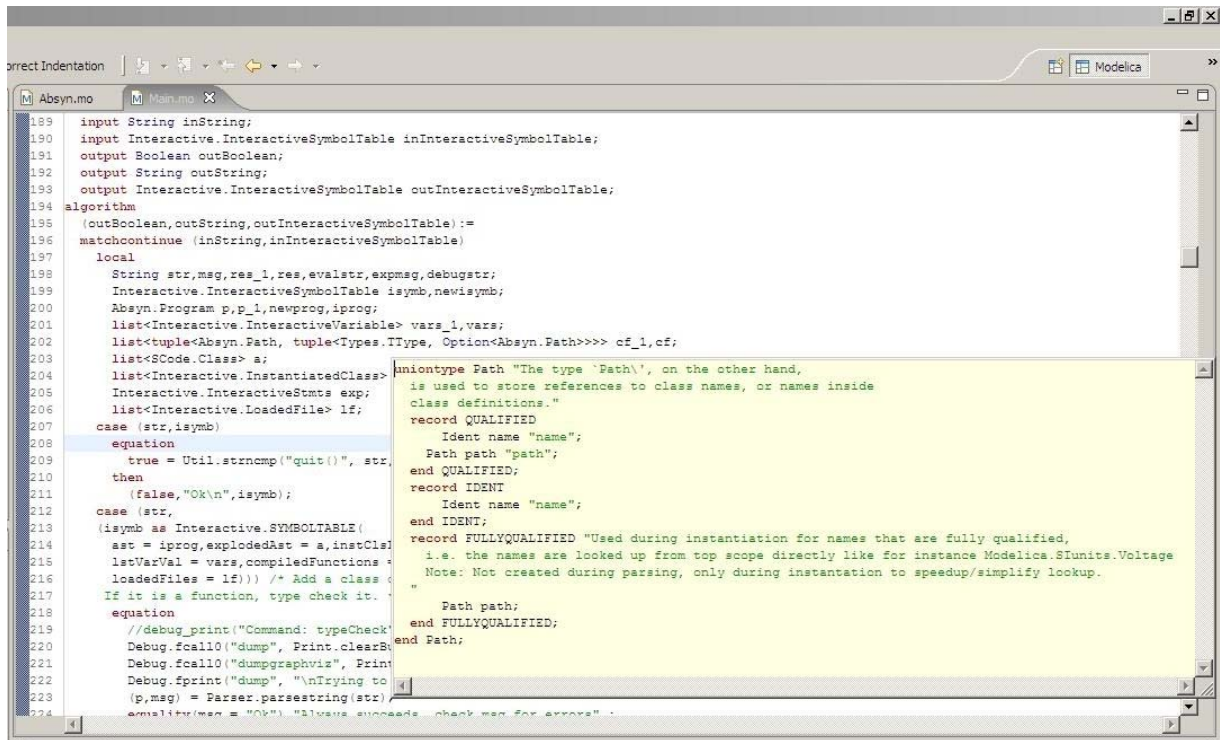 orrect Indentation
Modelica
»
Absyn.mo
Main.mo
189 input String inString;
190 input Interactive.InteractiveSymbolTable inInteractiveSymbolTable;
191 output Boolean outBoolean;
192 output String outString;
193 output Interactive.InteractiveSymbolTable outInteractiveSymbolTable;
194 algorithm
195 (outBoolean,outString,outInteractiveSymbolTable):=
196 matchcontinue (inString,inInteractiveSymbolTable)
197 local
198 String str,msg,res_1,res,evalstr,expmsg,debugstr;
199 Interactive.InteractiveSymbolTable isymb,newisymb;
200 Absyn.Program p,p_1,newprog,iprog;
201 list<Interactive.InteractiveVariable> vars_1,vars;
202 list<tuple<Absyn.Path, tuple<Types.TType, Option<Absyn.Path>>>> cf_1,cf;
203 list<SCode.Class> a;
204 list<Interactive.InstantiatedClass>
205 Interactive.InteractiveStmts exp;
206 list<Interactive.LoadedFile> lf;
207 case (str,isymb)
208 equation
209 true = Util.strncmp("quit()", str,
210 then
211 (false,"Ok\n",isymb);
212 case (str,
213 (isymb as Interactive.SYMBOLTABLE(
214 ast = iprog,explodedAst = a,instClsl
215 lstVarVal = vars,compiledFunctions =
216 loadedFiles = lf))) /* Add a class
217 If it is a function, type check it.
218 equation
219 //debug_print("Command: typeCheck"
220 Debug.fcall0("dump", Print.clearBu
221 Debug.fcall0("dumpgraphviz", Print
222 Debug.fprint("dump", "\nTrying to
223 (p,msg) = Parser.parsestring(str)
224 equality(msg = "Ok") "Always succeeds, check msg for errors" ;
uniontype Path "The type `Path\', on the other hand,
is used to store references to class names, or names inside
class definitions."
record QUALIFIED
Ident name "name";
Path path "path";
end QUALIFIED;
record IDENT
Ident name "name";
end IDENT;
record FULLYQUALIFIED "Used during instantiation for names that are fully qualified,
i.e. the names are looked up from top scope directly like for instance Modelica.SIunits.Voltage
Note: Not created during parsing, only during instantation to speedup/simplify lookup.
"
Path path;
end FULLYQUALIFIED;
end Path;